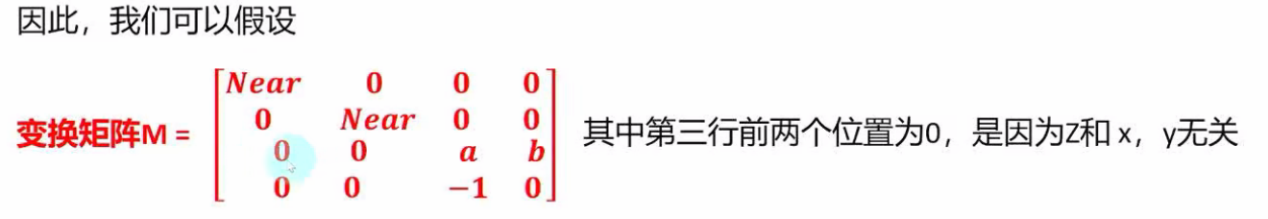 因此，我们可以假设
Near 0 0 0
0 Near 0 0
变换矩阵M = 其中第三行前两个位置为0，是因为Z和 x，y无关
0 0 a b
0 0 −1 0